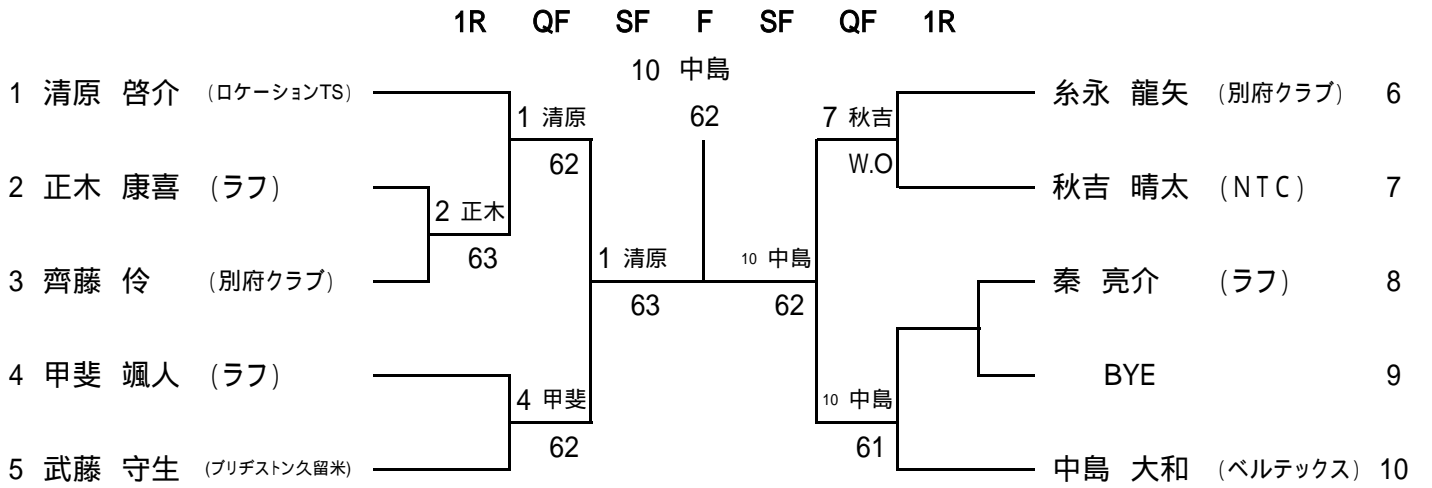 1R QF SF F SF QF 1R
10 中島
1 清原 啓介 (ロケーションTS) 糸永 龍矢 (別府クラブ) 6
1 清原 62 7 秋吉
62 W.O
2 正木 康喜 (ラフ) 秋吉 晴太 (NTC) 7
2 正木
63 1 清原 10 中島
3 齊藤 伶 (別府クラブ) 秦 亮介 (ラフ) 8
63 62
4 甲斐 颯人 (ラフ) BYE 9
4 甲斐 10 中島
62 61
5 武藤 守生 (ブリヂストン久留米) 中島 大和 (ベルテックス) 10